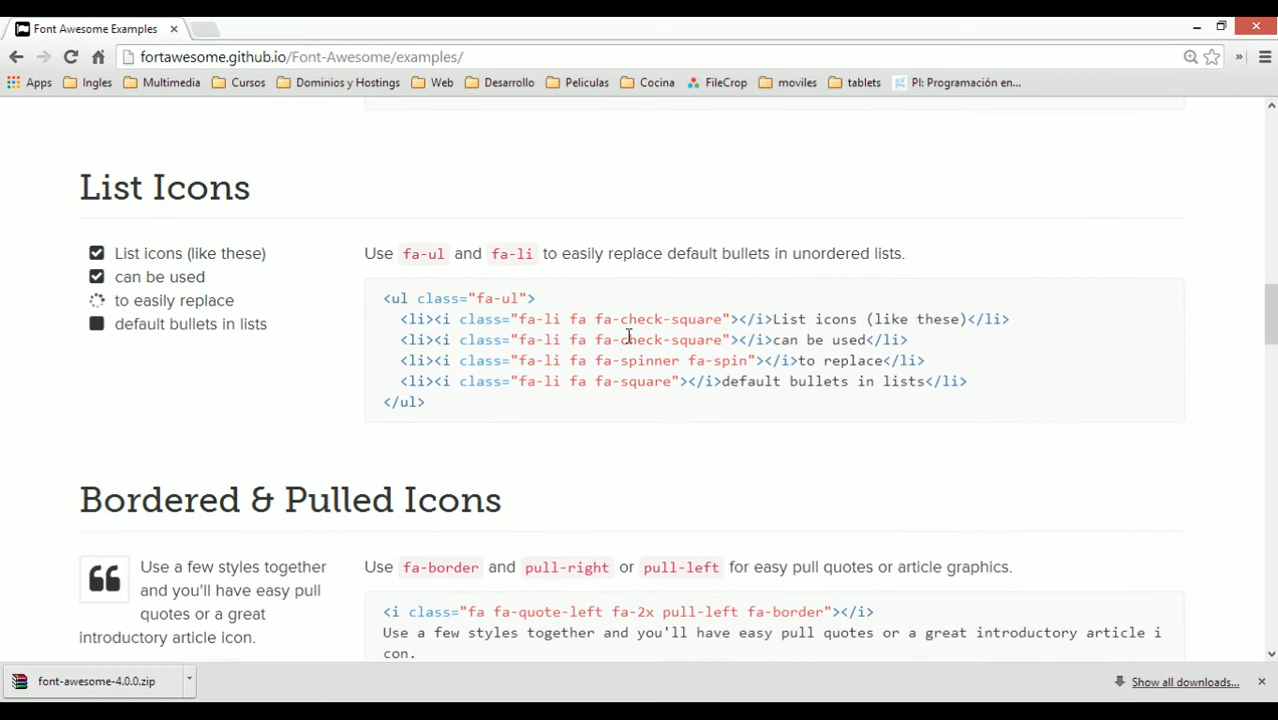 Font Awesome Examples
fortawesome.github.io/Font-Awesome/examples/
Apps Ingles Multimedia Cursos Dominios y Hostings Web Desarrollo Peliculas Cocina FileCrop moviles tablets PI: Programación en...
List Icons
List icons (like these)
can be used
to easily replace
default bullets in lists
Use fa-ul and fa-li to easily replace default bullets in unordered lists.
<ul class="fa-ul">
<li><i class="fa-li fa fa-check-square"></i>List icons (like these)</li>
<li><i class="fa-li fa fa-check-square"></i>can be used</li>
<li><i class="fa-li fa fa-spinner fa-spin"></i>to replace</li>
<li><i class="fa-li fa fa-square"></i>default bullets in lists</li>
</ul>
Bordered & Pulled Icons
Use a few styles together
and you'll have easy pull
quotes or a great
introductory article icon.
Use fa-border and pull-right or pull-left for easy pull quotes or article graphics.
<i class="fa fa-quote-left fa-2x pull-left fa-border"></i>
Use a few styles together and you'll have easy pull quotes or a great introductory article i
con.
font-awesome-4.0.0.zip
Show all downloads...